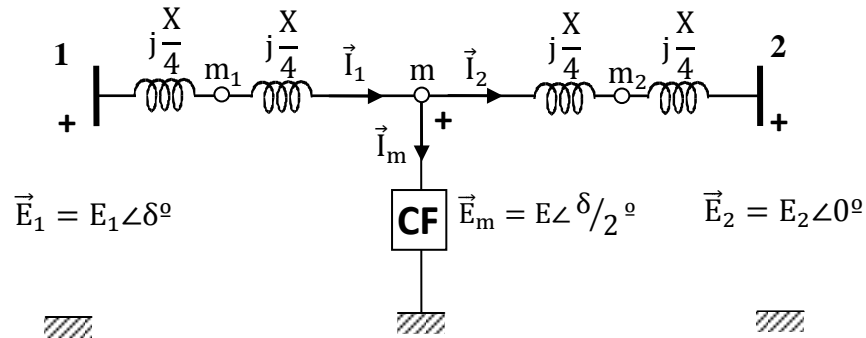 j X/4 j X/4 j X/4 j X/4
1 m₁ I⃗₁ m I⃗₂ m₂ 2
+ + +
I⃗ₘ
E⃗₁ = E₁∠δº CF E⃗ₘ = E∠δ/2 º E⃗₂ = E₂∠0º